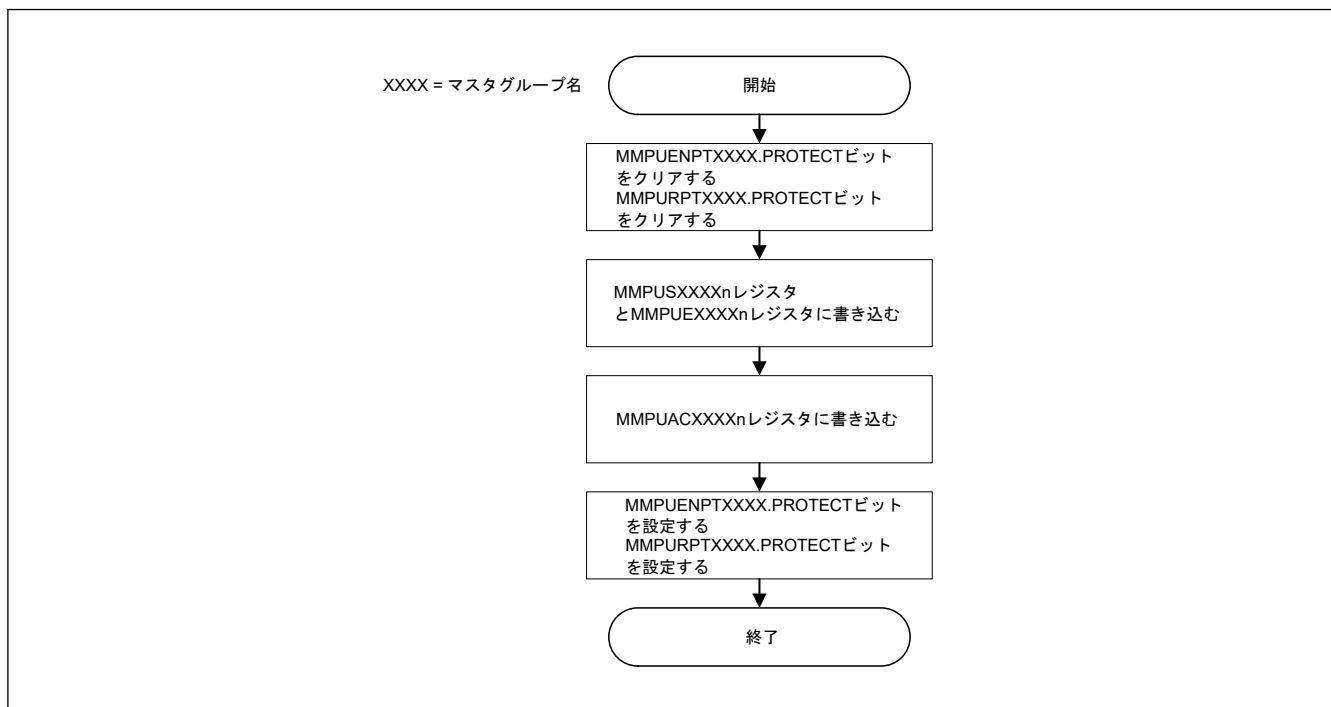 XXXX = マスタグループ名
開始
MMPUENPTXXXX.PROTECTビット
をクリアする
MMPURPTXXXX.PROTECTビット
をクリアする
MMPUSXXXXnレジスタ
とMMPUEXXXXnレジスタに書き込む
MMPUACXXXXnレジスタに書き込む
MMPUENPTXXXX.PROTECTビット
を設定する
MMPURPTXXXX.PROTECTビット
を設定する
終了